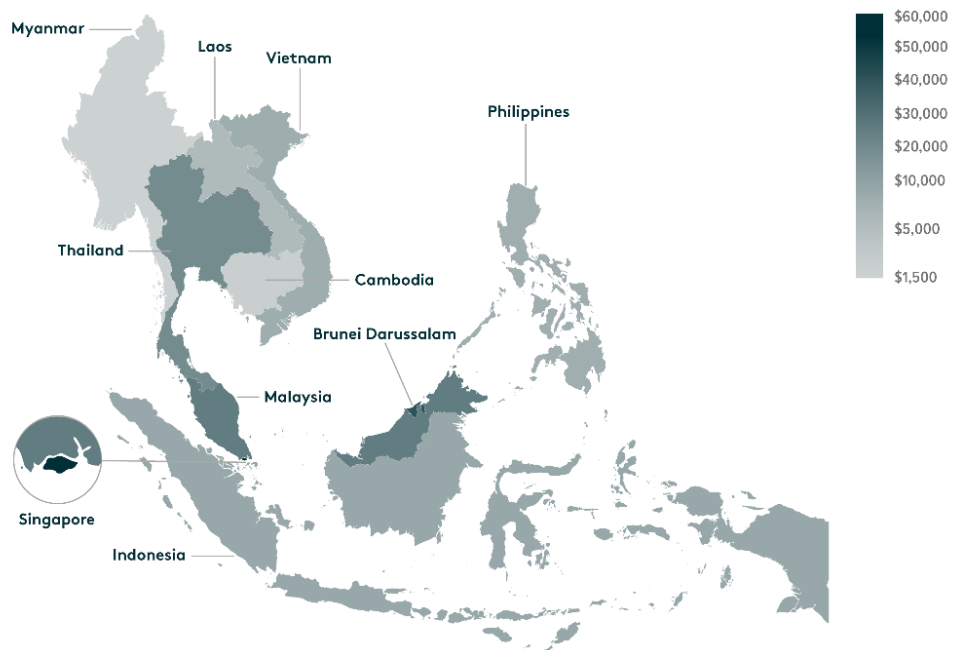 Myanmar
Laos
Vietnam
Philippines
Thailand
Cambodia
Brunei Darussalam
Malaysia
Singapore
Indonesia
$60,000
$50,000
$40,000
$30,000
$20,000
$10,000
$5,000
$1,500